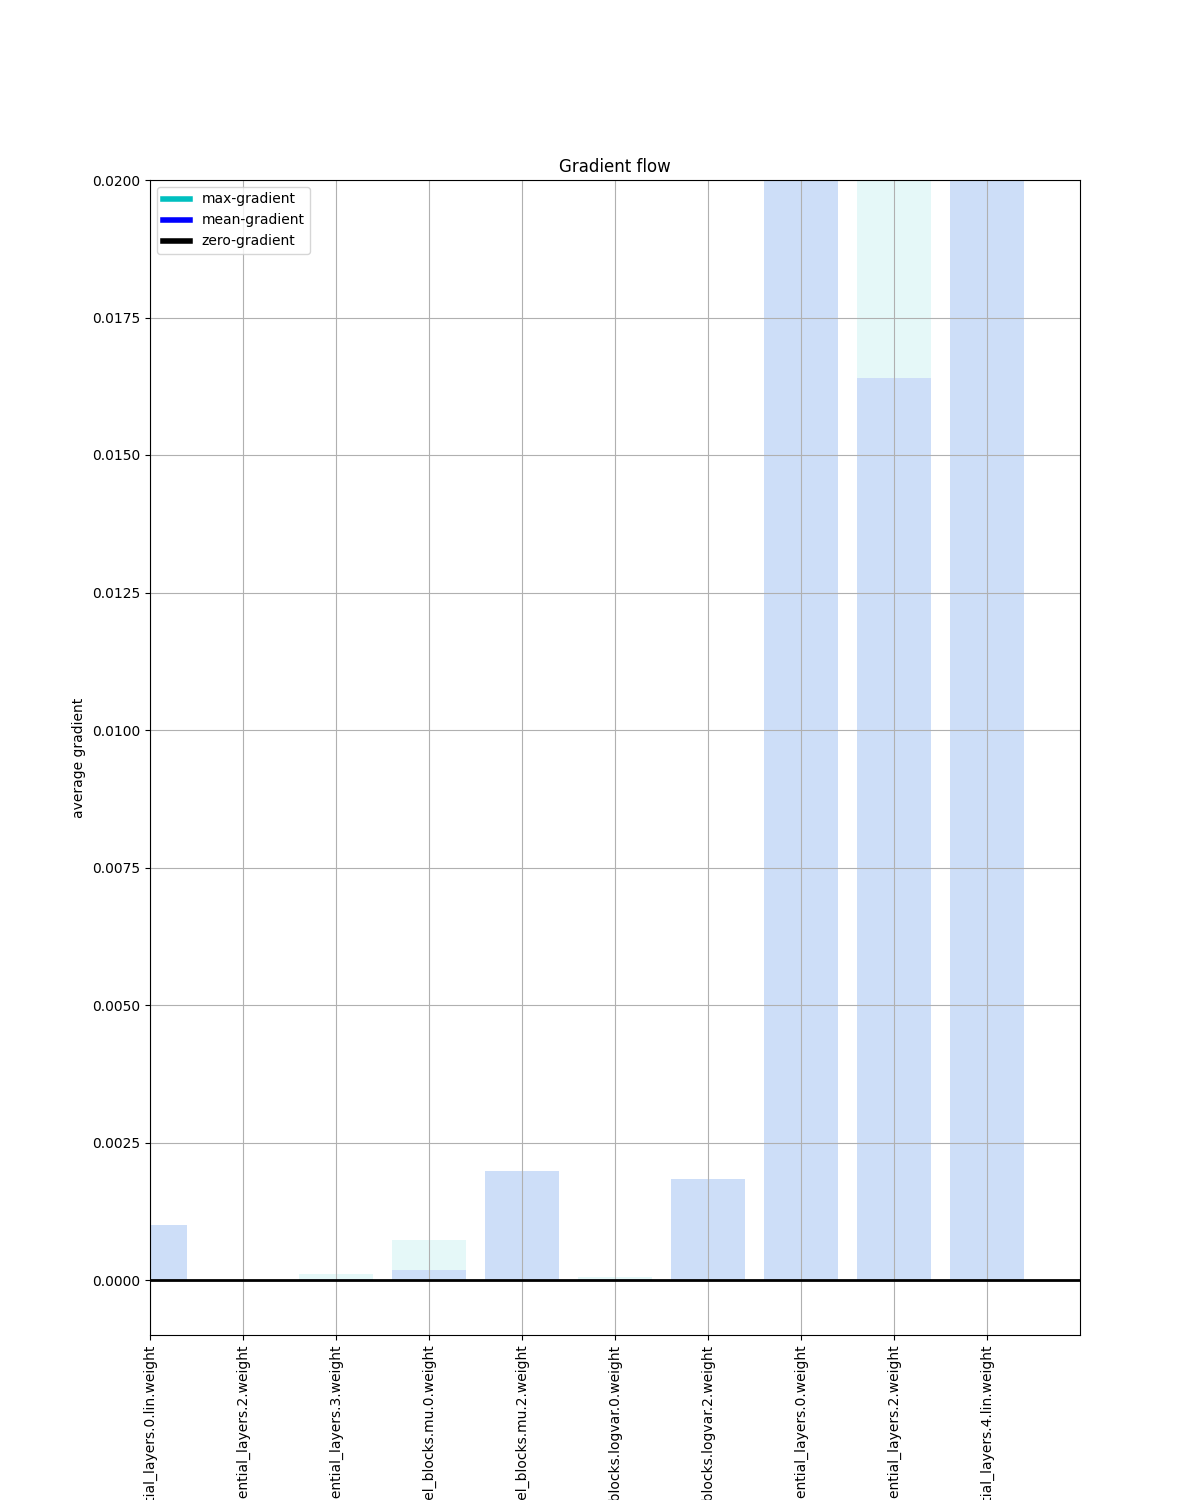 Gradient flow
max-gradient
mean-gradient
zero-gradient
0.0200
0.0175
0.0150
0.0125
0.0100
0.0075
0.0050
0.0025
0.0000
average gradient
tial_layers.0.lin.weight
ential_layers.2.weight
ential_layers.3.weight
el_blocks.mu.0.weight
el_blocks.mu.2.weight
blocks.logvar.0.weight
blocks.logvar.2.weight
ential_layers.0.weight
ential_layers.2.weight
tial_layers.4.lin.weight